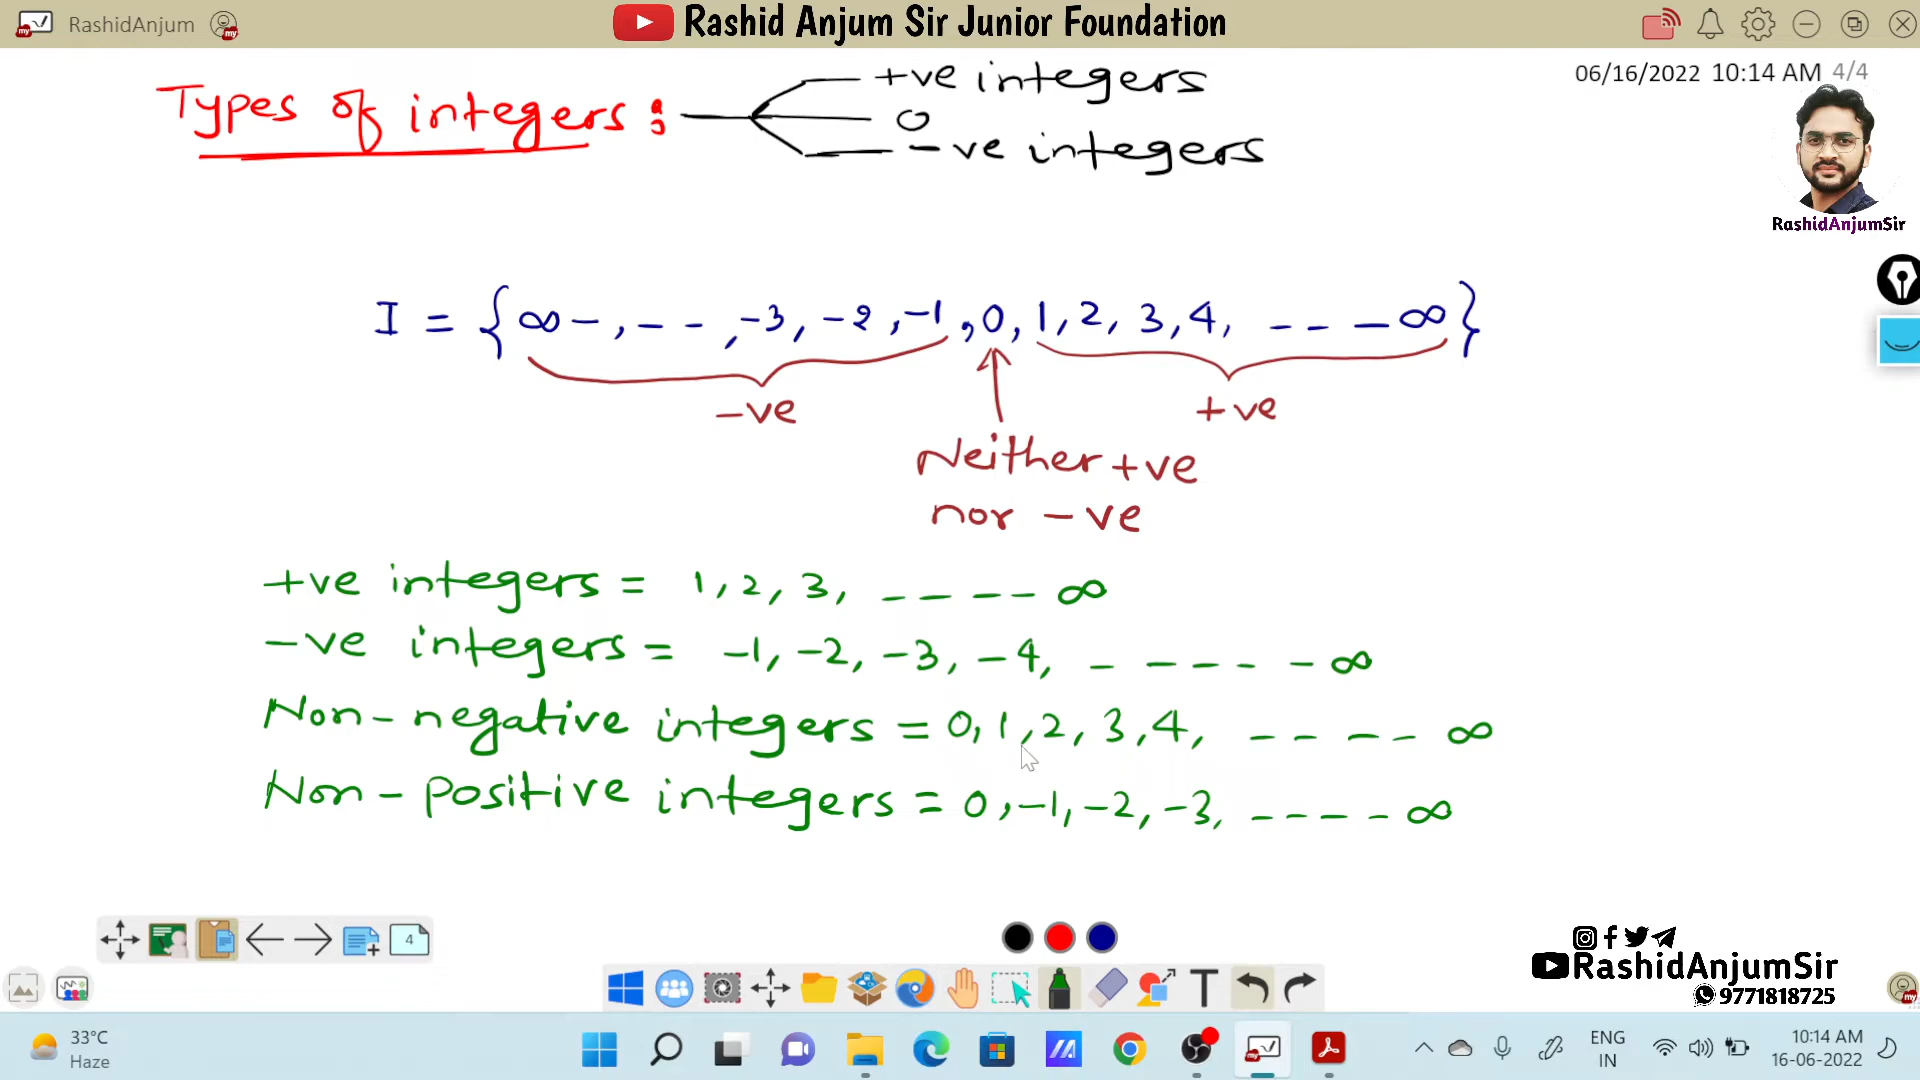 RashidAnjum
Rashid Anjum Sir Junior Foundation
06/16/2022 10:14 AM 4/4
Types of integers :
+ve integers
0
-ve integers
RashidAnjumSir
I = {∞ -, - - , -3, -2, -1, 0, 1, 2, 3, 4, - - - ∞}
-ve
+ve
Neither +ve
nor -ve
+ve integers = 1, 2, 3, - - - - ∞
-ve integers = -1, -2, -3, -4, - - - - - ∞
Non-negative integers = 0, 1, 2, 3, 4, - - - - ∞
Non-positive integers = 0, -1, -2, -3, - - - - ∞
4
T
RashidAnjumSir
9771818725
33°C
Haze
ENG
IN
10:14 AM
16-06-2022